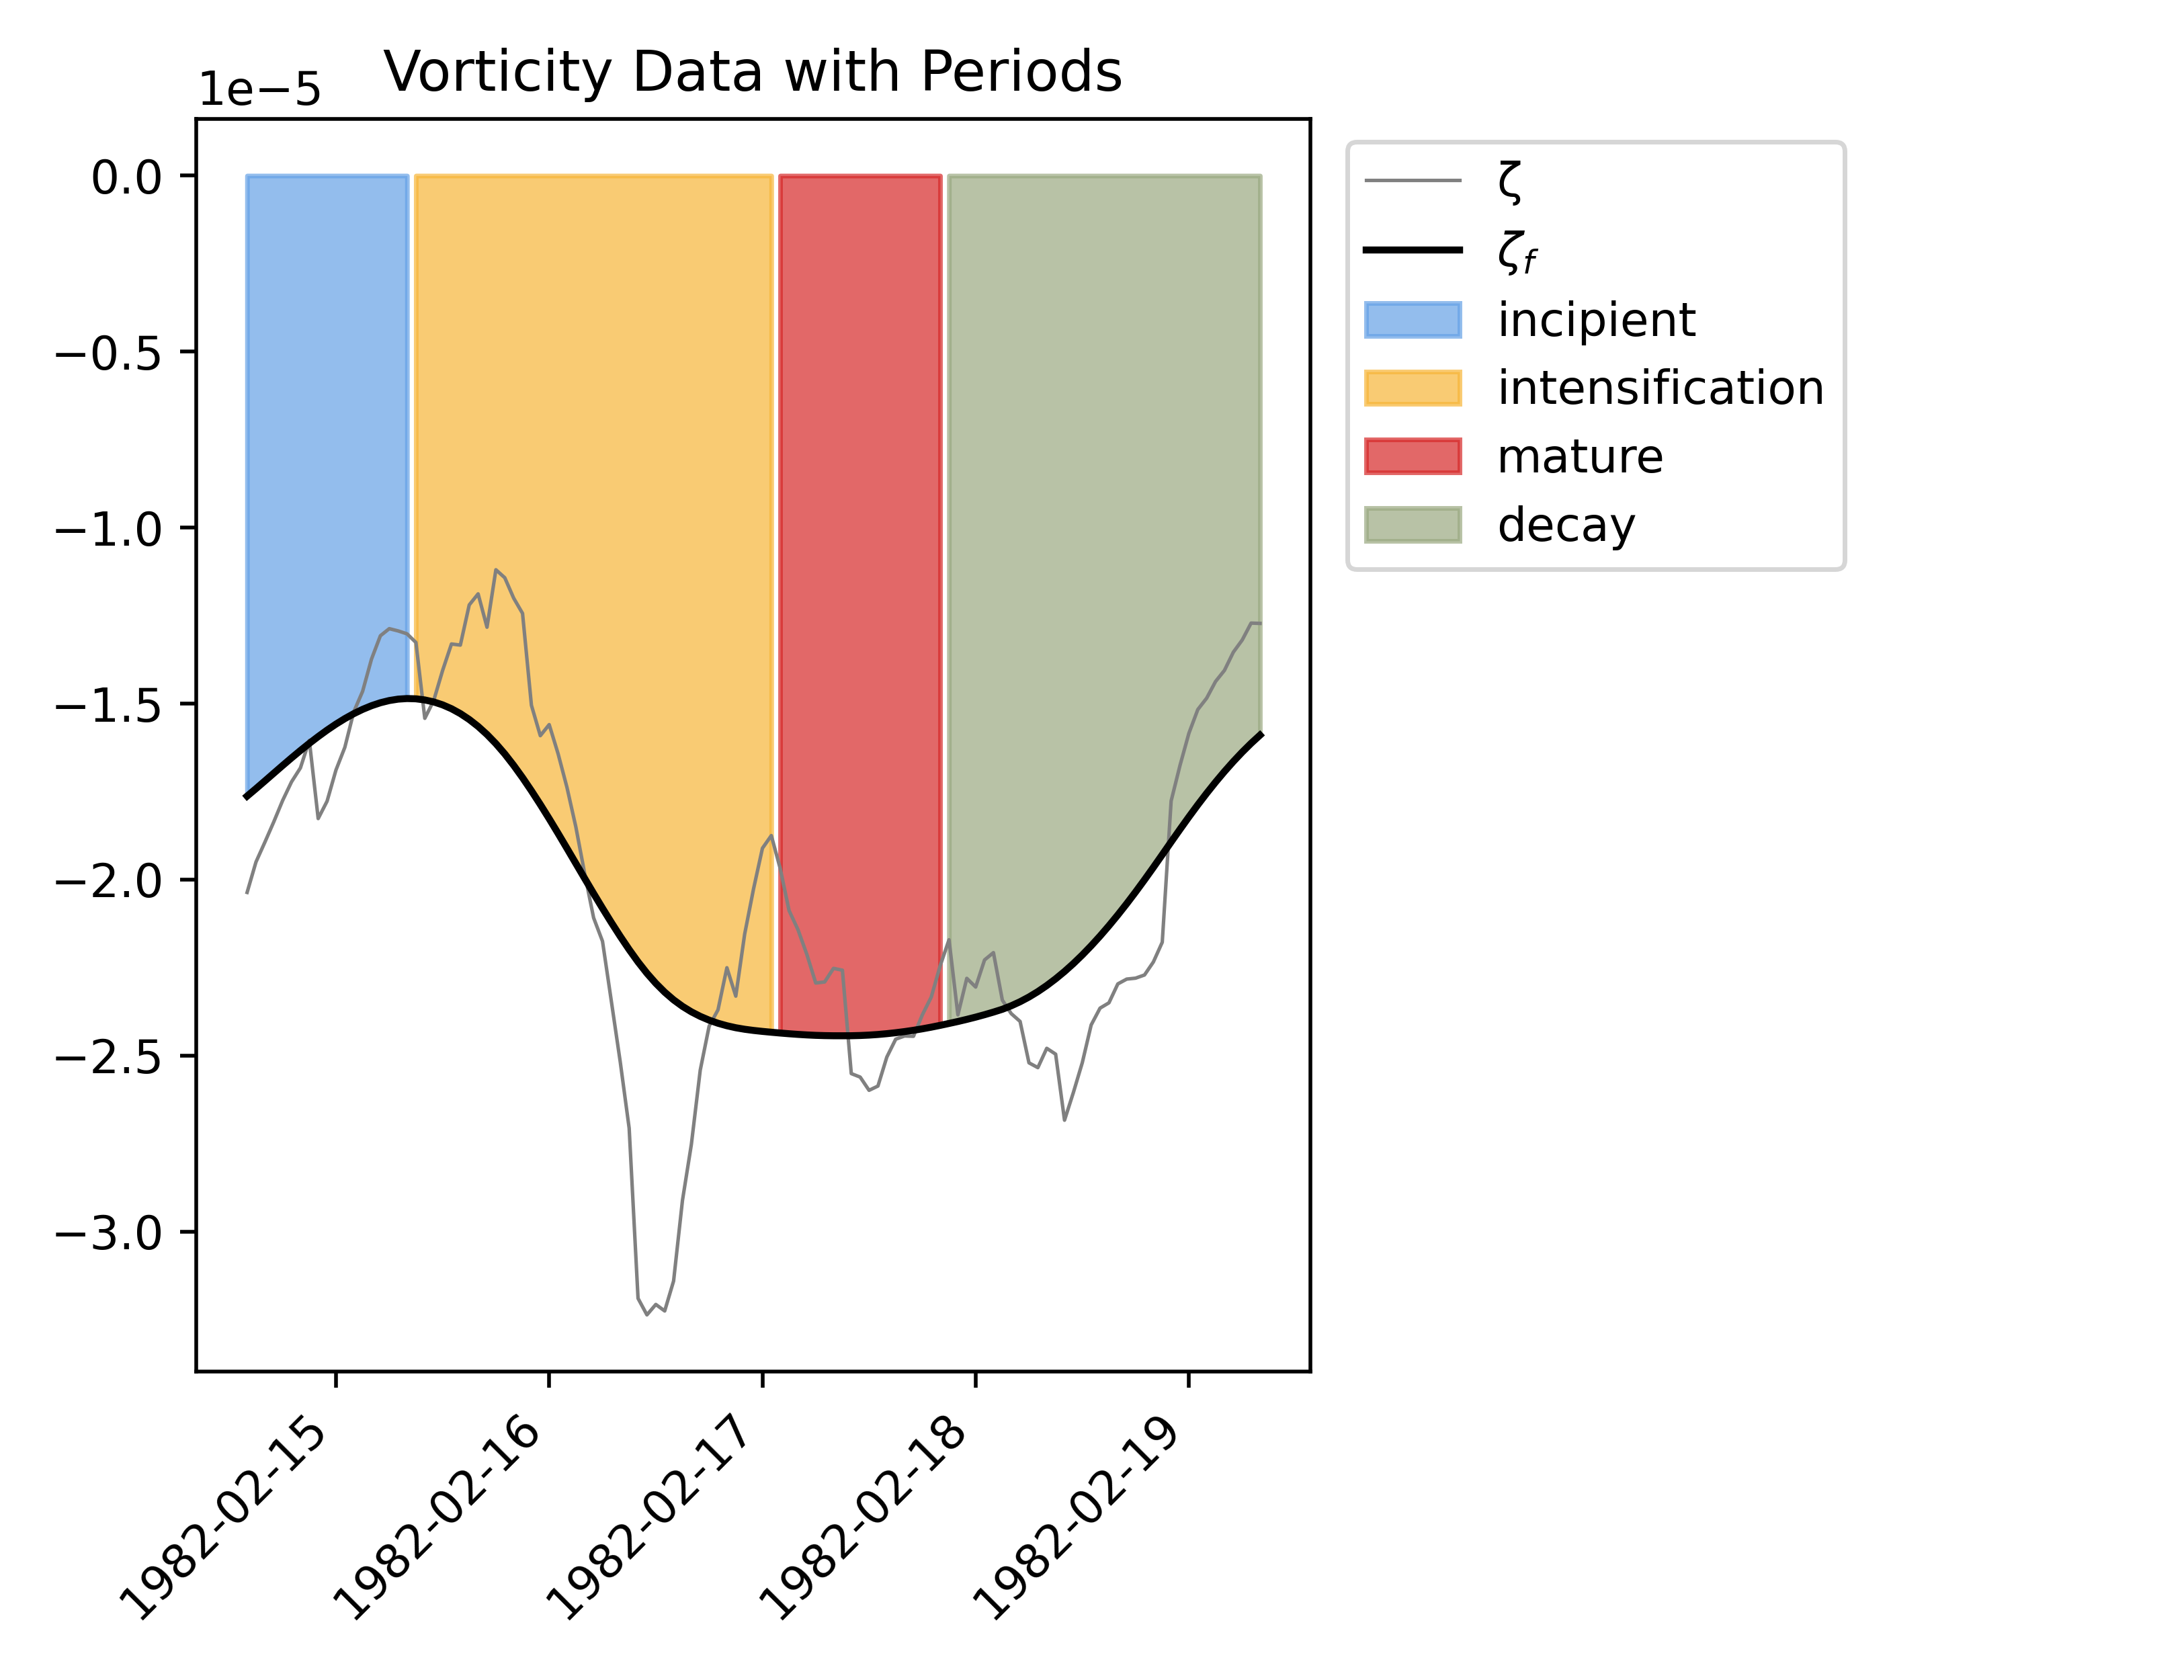 Vorticity Data with Periods
1e−5
0.0
−0.5
−1.0
−1.5
−2.0
−2.5
−3.0
1982-02-15
1982-02-16
1982-02-17
1982-02-18
1982-02-19
ζ
ζf
incipient
intensification
mature
decay